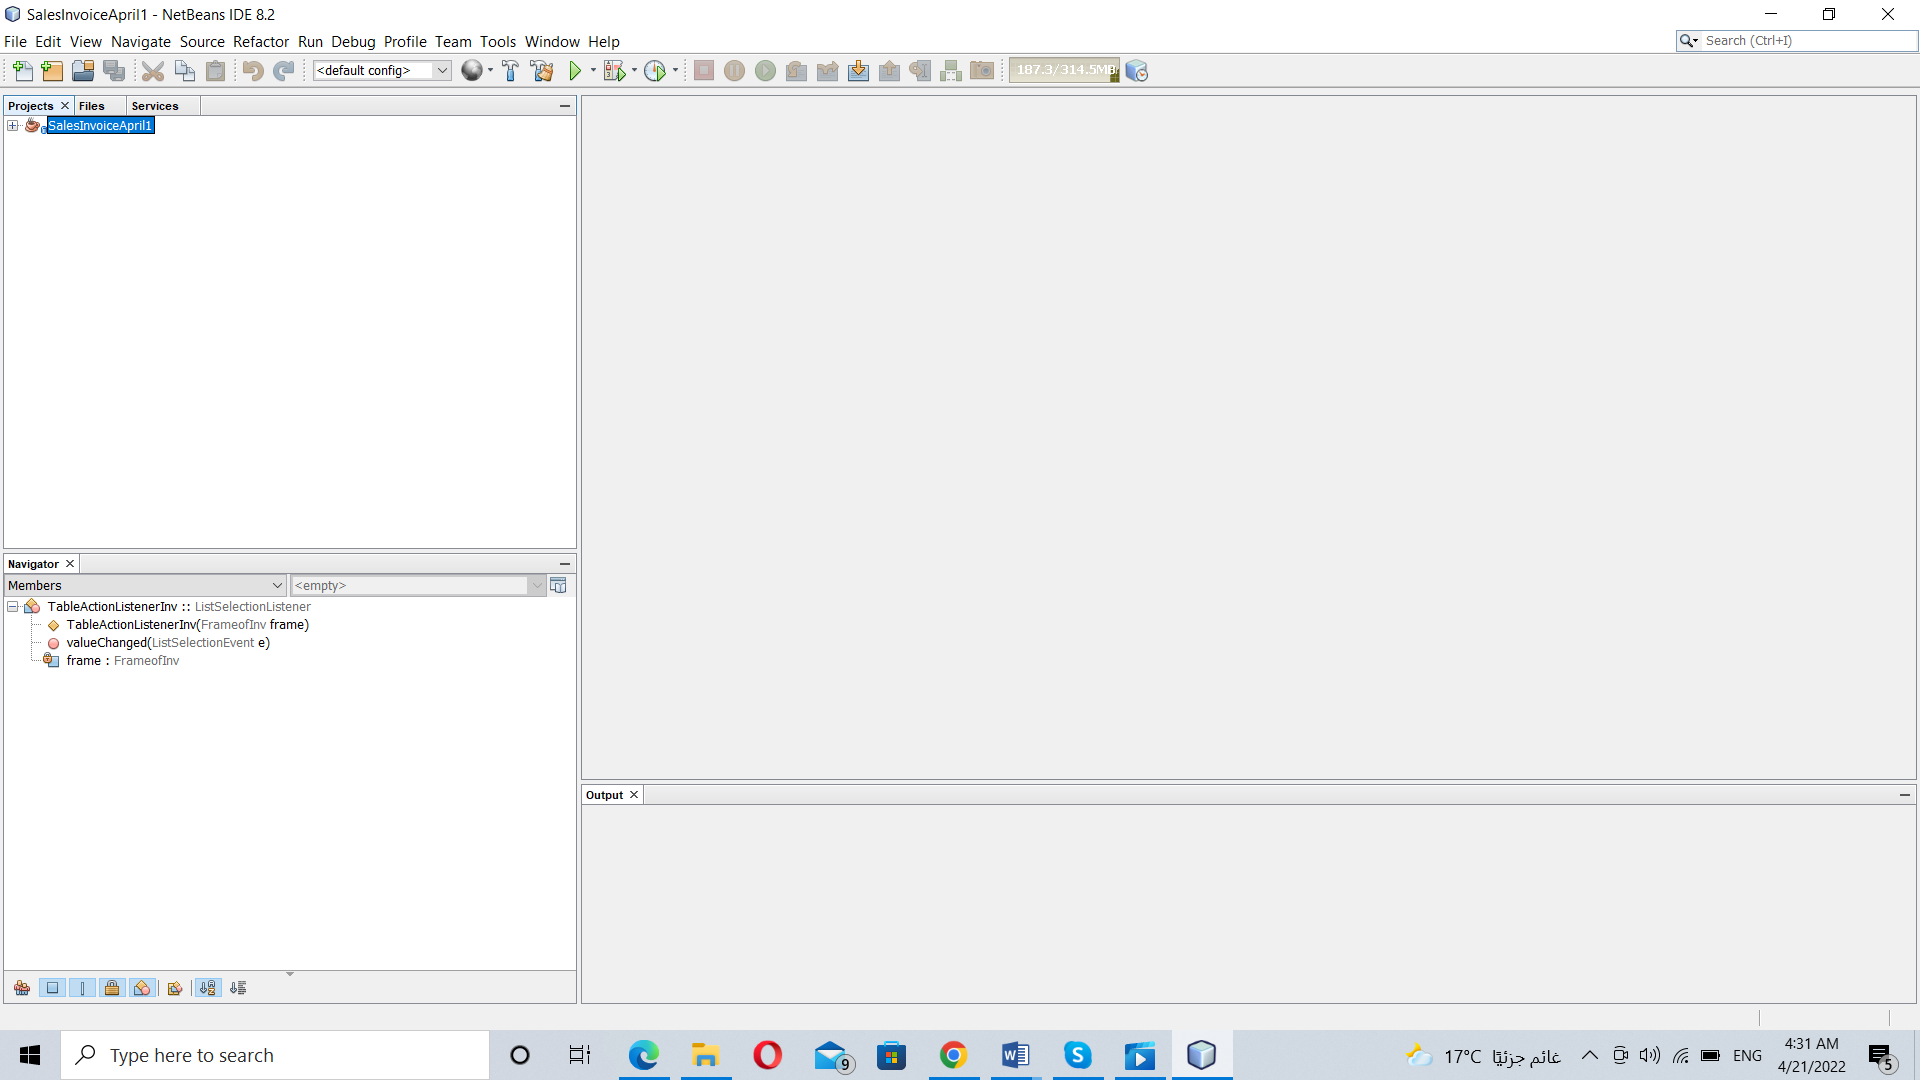 SalesInvoiceApril1 - NetBeans IDE 8.2
File Edit View Navigate Source Refactor Run Debug Profile Team Tools Window Help
Search (Ctrl+I)
<default config>
187.3/314.5MB
Projects Files Services
SalesInvoiceApril1
Navigator
Members
<empty>
TableActionListenerInv :: ListSelectionListener
TableActionListenerInv(FrameofInv frame)
valueChanged(ListSelectionEvent e)
frame : FrameofInv
Output
Type here to search
9
17°C غائم جزئيًا
ENG
4:31 AM
4/21/2022
5